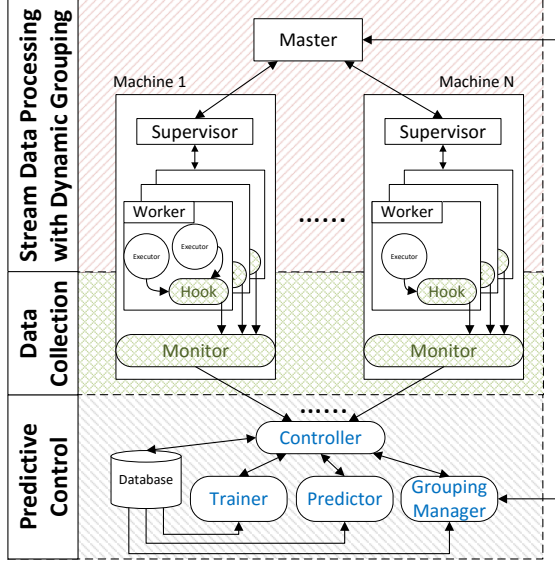 Stream Data Processing
with Dynamic Grouping
Master
Machine 1
Machine N
Supervisor
Supervisor
......
Worker
Executor
Executor
Hook
Worker
Executor
Hook
Data
Collection
Monitor
Monitor
Predictive
Control
......
Controller
Database
Trainer
Predictor
Grouping
Manager